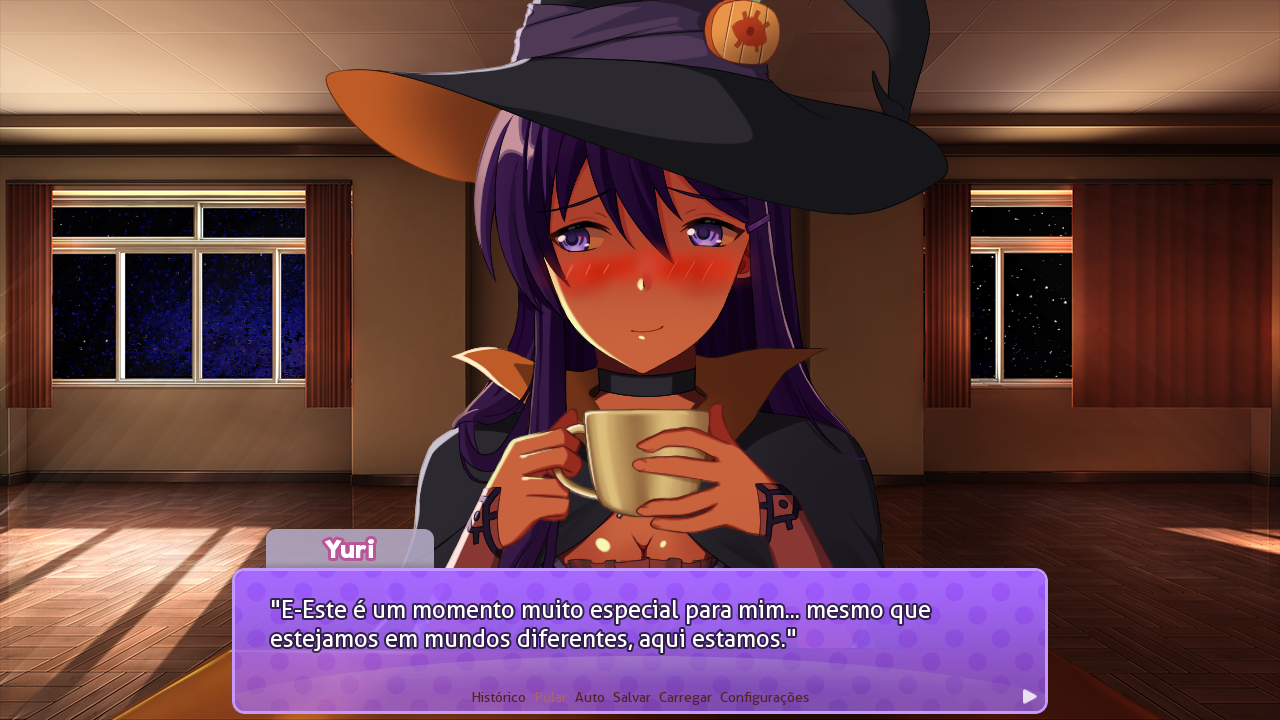 Yuri
"E-Este é um momento muito especial para mim... mesmo que
estejamos em mundos diferentes, aqui estamos."
Histórico Pular Auto Salvar Carregar Configurações